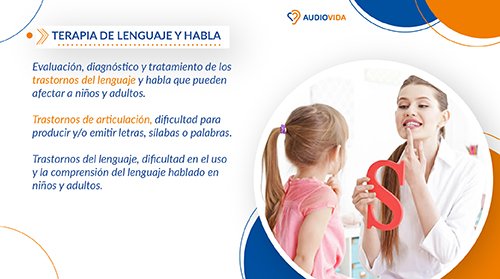 AUDIOVIDA
TERAPIA DE LENGUAJE Y HABLA
Evaluación, diagnóstico y tratamiento de los
trastornos del lenguaje y habla que pueden
afectar a niños y adultos.
Trastornos de articulación, dificultad para
producir y/o emitir letras, sílabas o palabras.
Trastornos del lenguaje, dificultad en el uso
y la comprensión del lenguaje hablado en
niños y adultos.
S